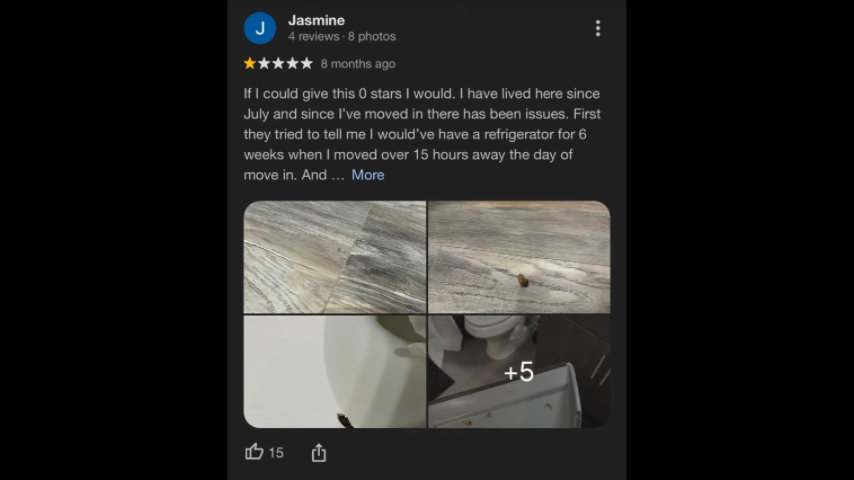 J
Jasmine
4 reviews · 8 photos
8 months ago
If I could give this 0 stars I would. I have lived here since
July and since I've moved in there has been issues. First
they tried to tell me I would've have a refrigerator for 6
weeks when I moved over 15 hours away the day of
move in. And … More
+5
15